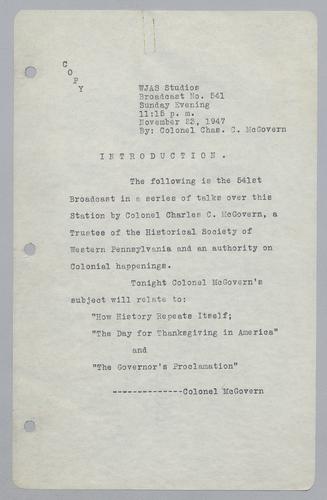 COPY
WJAS Studios
Broadcast No. 541
Sunday Evening
11:15 p. m.
November 23, 1947
By: Colonel Chas. C. McGovern
I N T R O D U C T I O N .
The following is the 541st
Broadcast in a series of talks over this
Station by Colonel Charles C. McGovern, a
Trustee of the Historical Society of
Western Pennsylvania and an authority on
Colonial happenings.
Tonight Colonel McGovern's
subject will relate to:
"How History Repeats Itself;
"The Day for Thanksgiving in America"
and
"The Governor's Proclamation"
--------------Colonel McGovern